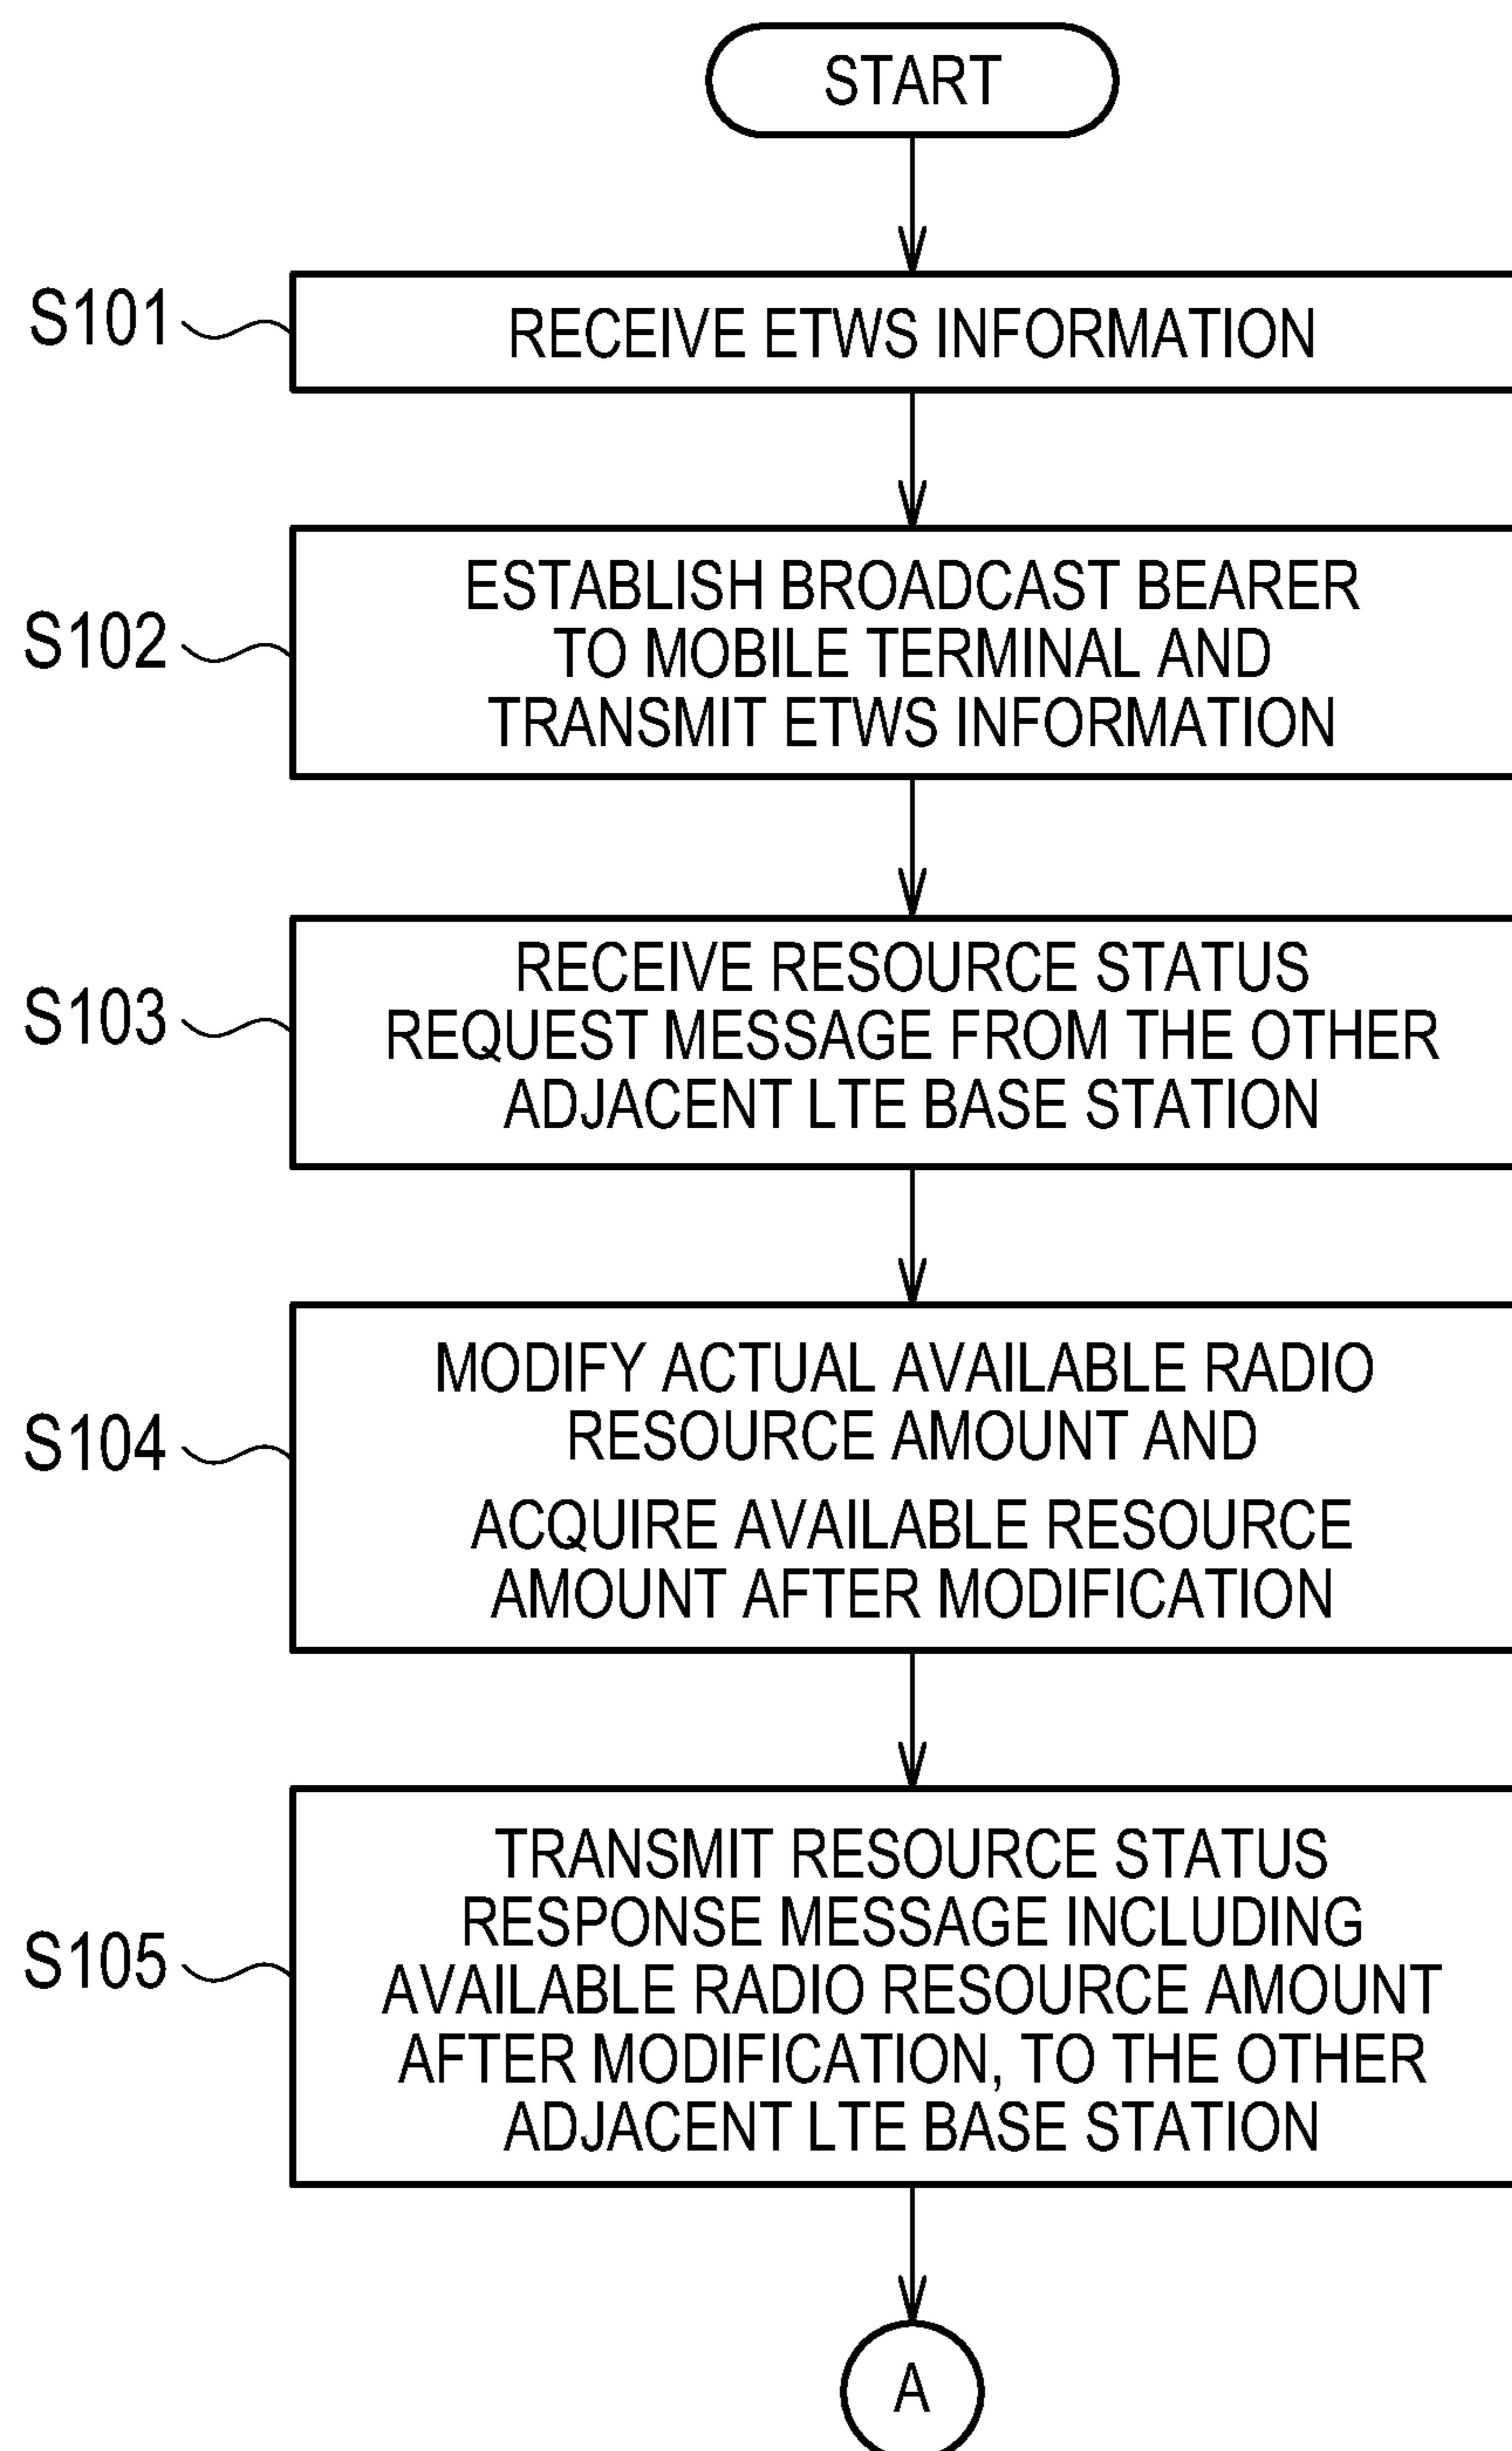 START
S101
RECEIVE ETWS INFORMATION
S102
ESTABLISH BROADCAST BEARER
TO MOBILE TERMINAL AND
TRANSMIT ETWS INFORMATION
S103
RECEIVE RESOURCE STATUS
REQUEST MESSAGE FROM THE OTHER
ADJACENT LTE BASE STATION
S104
MODIFY ACTUAL AVAILABLE RADIO
RESOURCE AMOUNT AND
ACQUIRE AVAILABLE RESOURCE
AMOUNT AFTER MODIFICATION
S105
TRANSMIT RESOURCE STATUS
RESPONSE MESSAGE INCLUDING
AVAILABLE RADIO RESOURCE AMOUNT
AFTER MODIFICATION, TO THE OTHER
ADJACENT LTE BASE STATION
A